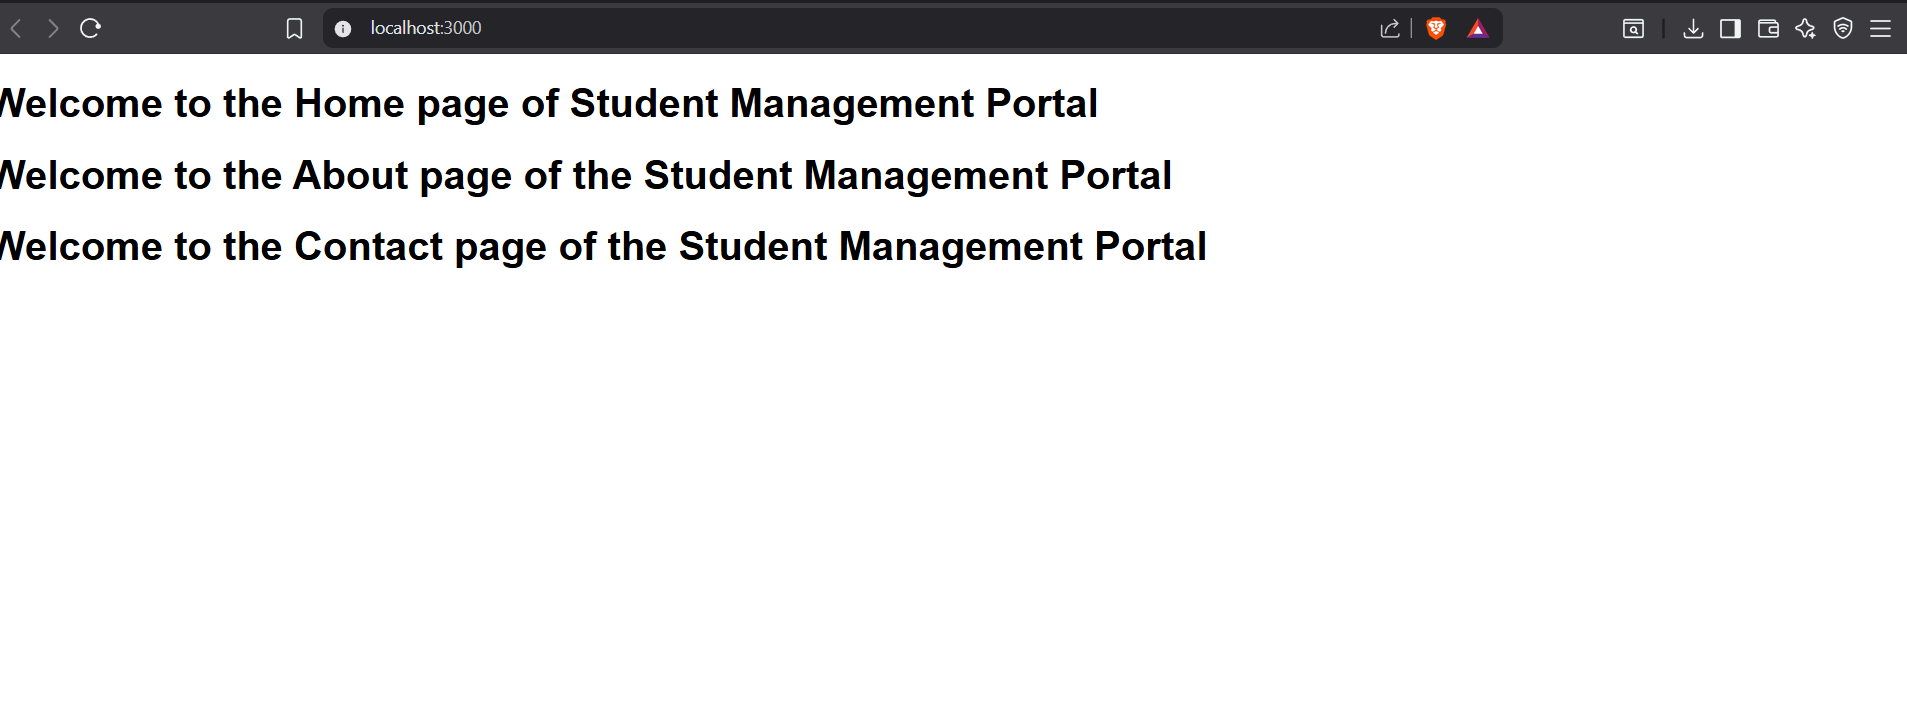 localhost:3000
Welcome to the Home page of Student Management Portal
Welcome to the About page of the Student Management Portal
Welcome to the Contact page of the Student Management Portal